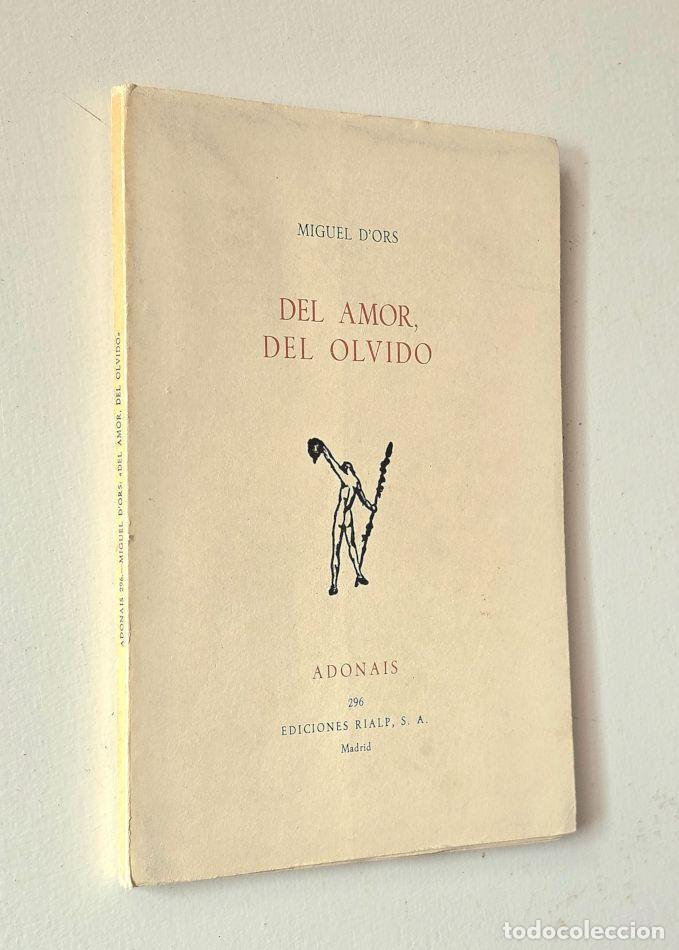 MIGUEL D'ORS
DEL AMOR,
DEL OLVIDO
ADONAIS
296
EDICIONES RIALP, S. A.
Madrid
ADONAIS 296.—MIGUEL D'ORS: «DEL AMOR, DEL OLVIDO»
todocoleccion